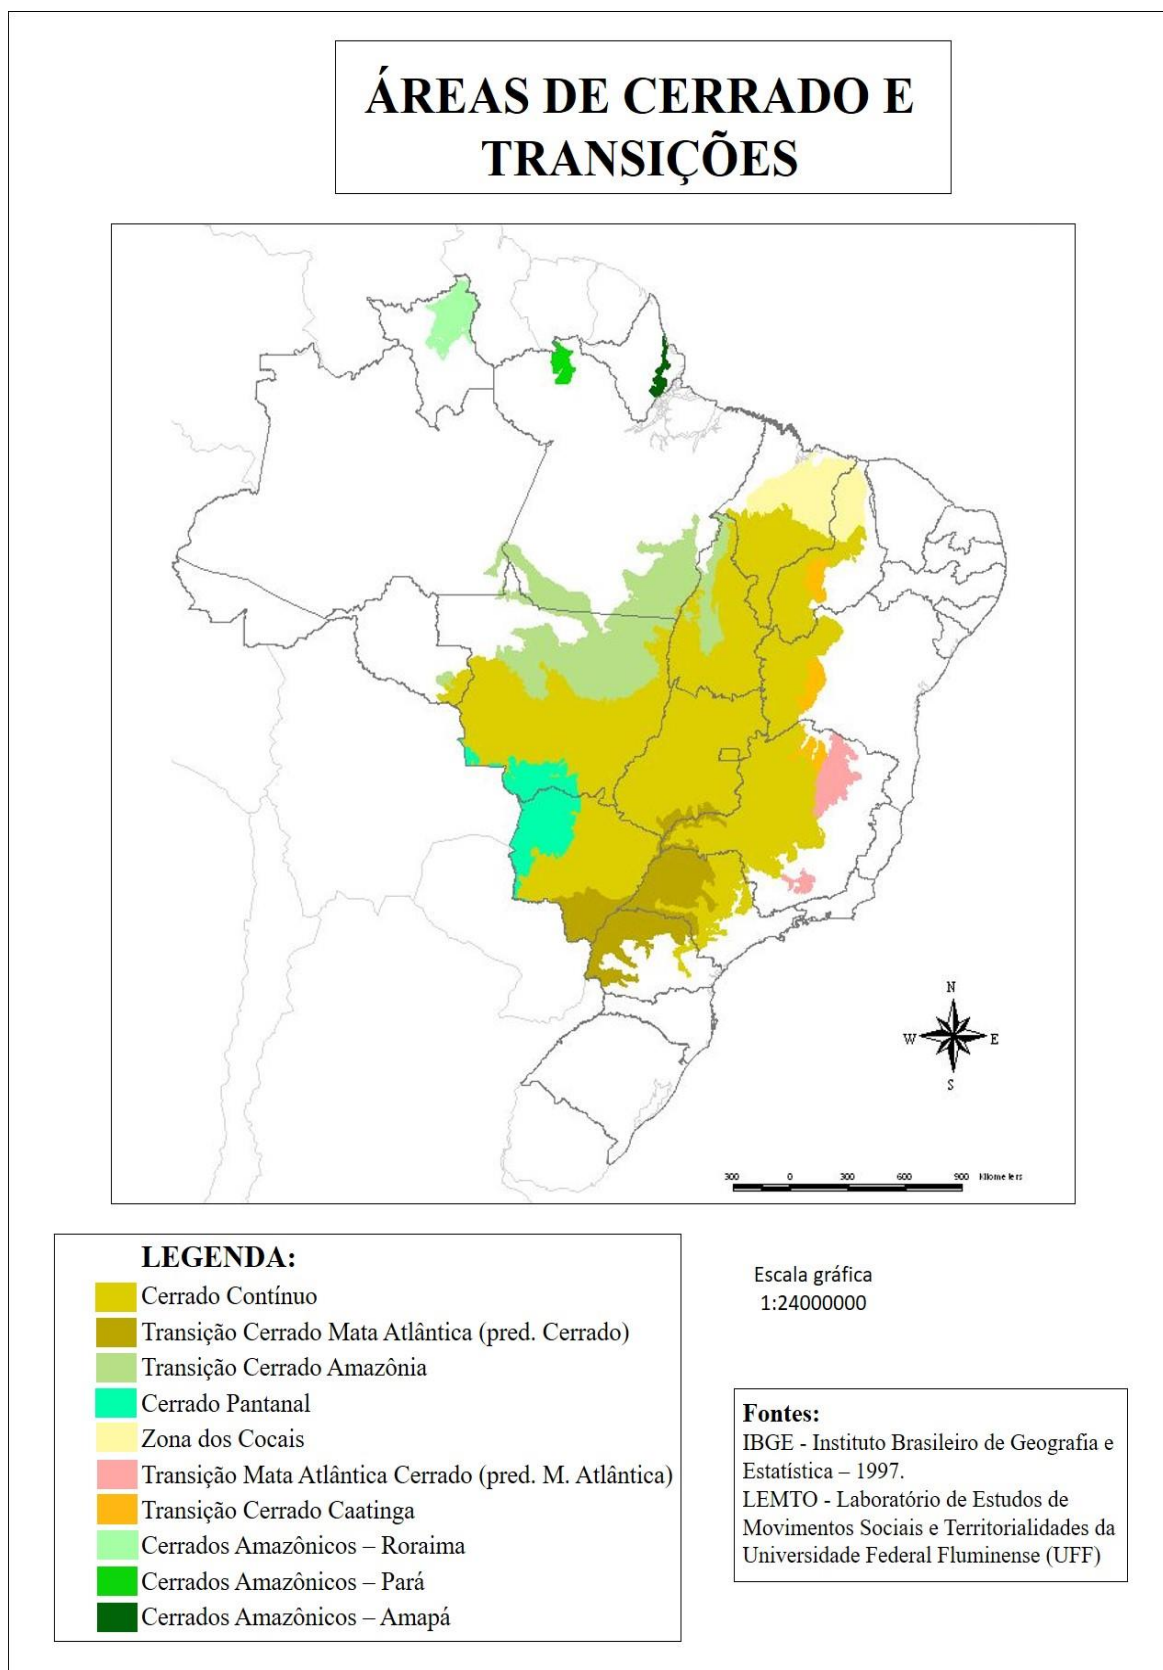 ÁREAS DE CERRADO E
TRANSIÇÕES
N
W E
S
300 0 300 600 900 Kilometers
LEGENDA:
Cerrado Contínuo
Transição Cerrado Mata Atlântica (pred. Cerrado)
Transição Cerrado Amazônia
Cerrado Pantanal
Zona dos Cocais
Transição Mata Atlântica Cerrado (pred. M. Atlântica)
Transição Cerrado Caatinga
Cerrados Amazônicos – Roraima
Cerrados Amazônicos – Pará
Cerrados Amazônicos – Amapá
Escala gráfica
1:24000000
Fontes:
IBGE - Instituto Brasileiro de Geografia e
Estatística – 1997.
LEMTO - Laboratório de Estudos de
Movimentos Sociais e Territorialidades da
Universidade Federal Fluminense (UFF)